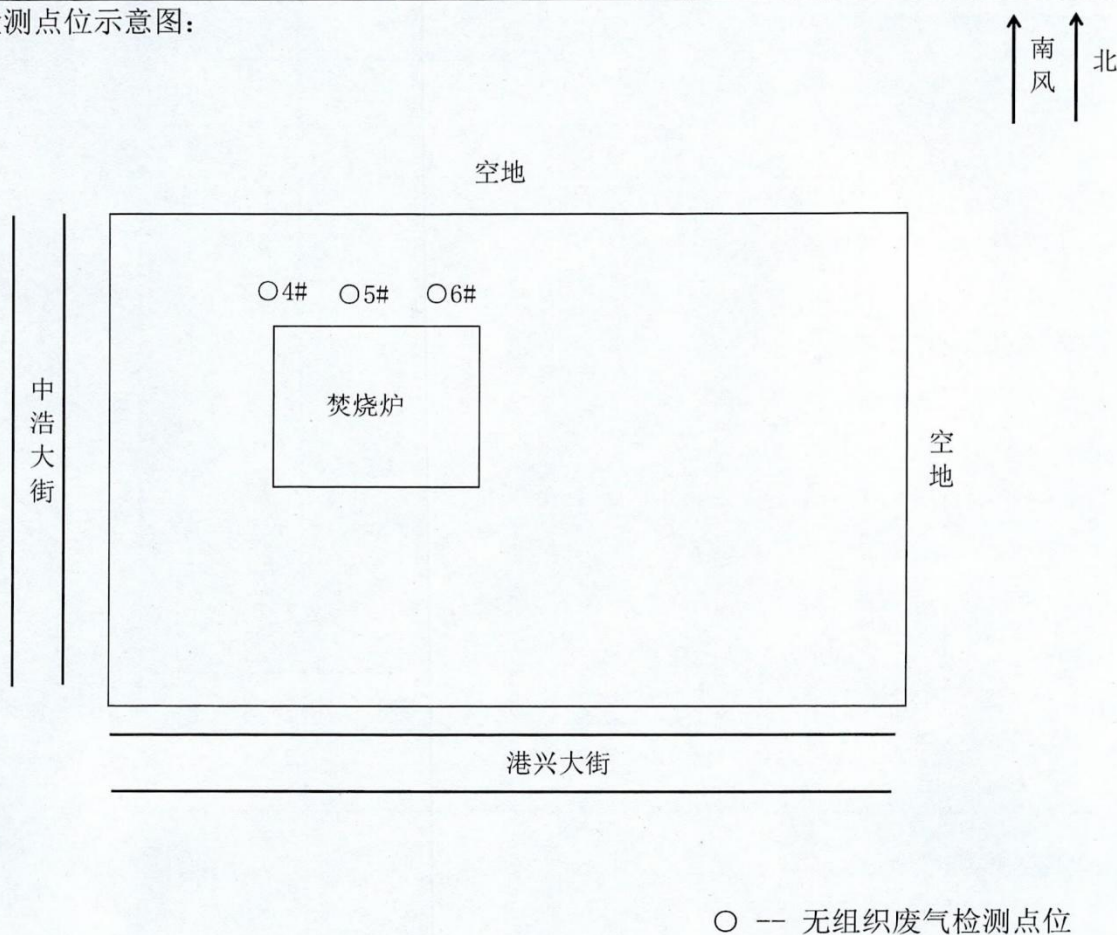 测点位示意图：
南风
北
空地
○4# ○5# ○6#
中浩大街
焚烧炉
空地
港兴大街
○ -- 无组织废气检测点位